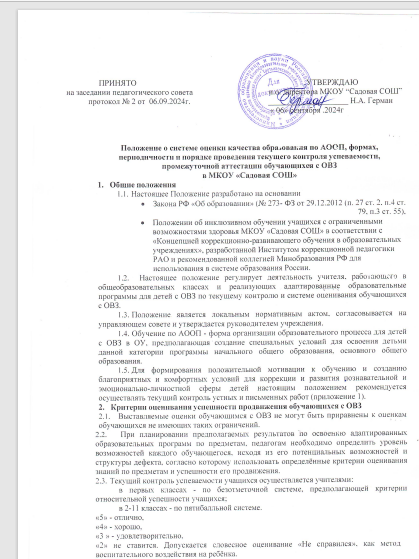 ПРИНЯТО
на заседании педагогического совета
протокол № 2 от 06.09.2024г.
УТВЕРЖДАЮ
директора МКОУ “Садовая СОШ”
Н.А. Герман
сентября 2024г
Положение о системе оценки качества образования по АООП, формах,
периодичности и порядке проведения текущего контроля успеваемости,
промежуточной аттестации обучающихся с ОВЗ
в МКОУ “Садовая СОШ”
1. Общие положения
1.1. Настоящее Положение разработано на основании
• Закона РФ «Об образовании» (№ 273- ФЗ от 29.12.2012 (п. 27 ст. 2, п.4 ст.
79, п.3 ст. 55),
• Положении об инклюзивном обучении учащихся с ограниченными
возможностями здоровья МКОУ “Садовая СОШ” в соответствии с
«Концепцией коррекционно-развивающего обучения в образовательных
учреждениях», разработанной Институтом коррекционной педагогики
РАО и рекомендованной коллегией Минобразования РФ для
использования в системе образования России.
1.2. Настоящее положение регулирует деятельность учителя, работающего в
общеобразовательных классах и реализующих адаптированные образовательные
программы для детей с ОВЗ по текущему контролю и системе оценивания обучающихся
с ОВЗ.
1.3. Положение является локальным нормативным актом, согласовывается на
управляющем совете и утверждается руководителем учреждения.
1.4. Обучение по АООП - форма организации образовательного процесса для детей
с ОВЗ в ОУ, предполагающая создание специальных условий для освоения детьми
данной категории программ начального общего образования, основного общего
образования.
1.5. Для формирования положительной мотивации к обучению и созданию
благоприятных и комфортных условий для коррекции и развития познавательной и
эмоционально-личностной сферы детей настоящим положением рекомендуется
осуществлять текущий контроль устных и письменных работ (приложение 1).
2. Критерии оценивания успешности продвижения обучающихся с ОВЗ
2.1. Выставляемые оценки обучающимся с ОВЗ не могут быть приравнены к оценкам
обучающихся не имеющих таких ограничений.
2.2. При планировании предполагаемых результатов по освоению адаптированных
образовательных программ по предметам, педагогам необходимо определить уровень
возможностей каждого обучающегося, исходя из его потенциальных возможностей и
структуры дефекта, согласно которому использовать определённые критерии оценивания
знаний по предметам и успешности его продвижения.
2.3. Текущий контроль успеваемости учащихся осуществляется учителями:
в первых классах - по безотметочной системе, предполагающей критерии
относительной успешности учащихся;
в 2-11 классах - по пятибалльной системе.
«5» - отлично,
«4» - хорошо,
«3 » - удовлетворительно,
«2» не ставится. Допускается словесное оценивание «Не справился», как метод
воспитательного воздействия на ребёнка.